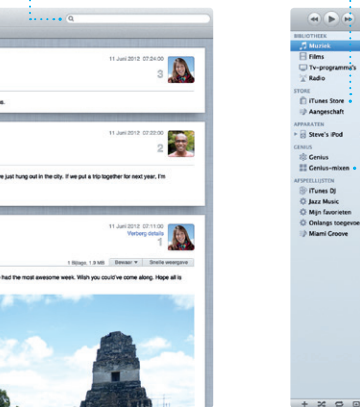 11 Juni 2012 07:24:00
3
11 Juni 2012 07:22:00
2
we just hung out in the city. If we put a trip together for next year, I'm
11 Juni 2012 07:11:00
Verberg details
1
1 Bijlage, 1.9 MB Bewaar Snelle weergave
had the most awesome week. Wish you could've come along. Hope all is
BIBLIOTHEEK
Muziek
Films
Tv-programma's
Radio
STORE
iTunes Store
Aangeschaft
APPARATEN
Steve's iPod
GENIUS
Genius
Genius-mixen
AFSPEELLIJSTEN
iTunes DJ
Jazz Music
Mijn favorieten
Onlangs toegevoe
Miami Groove